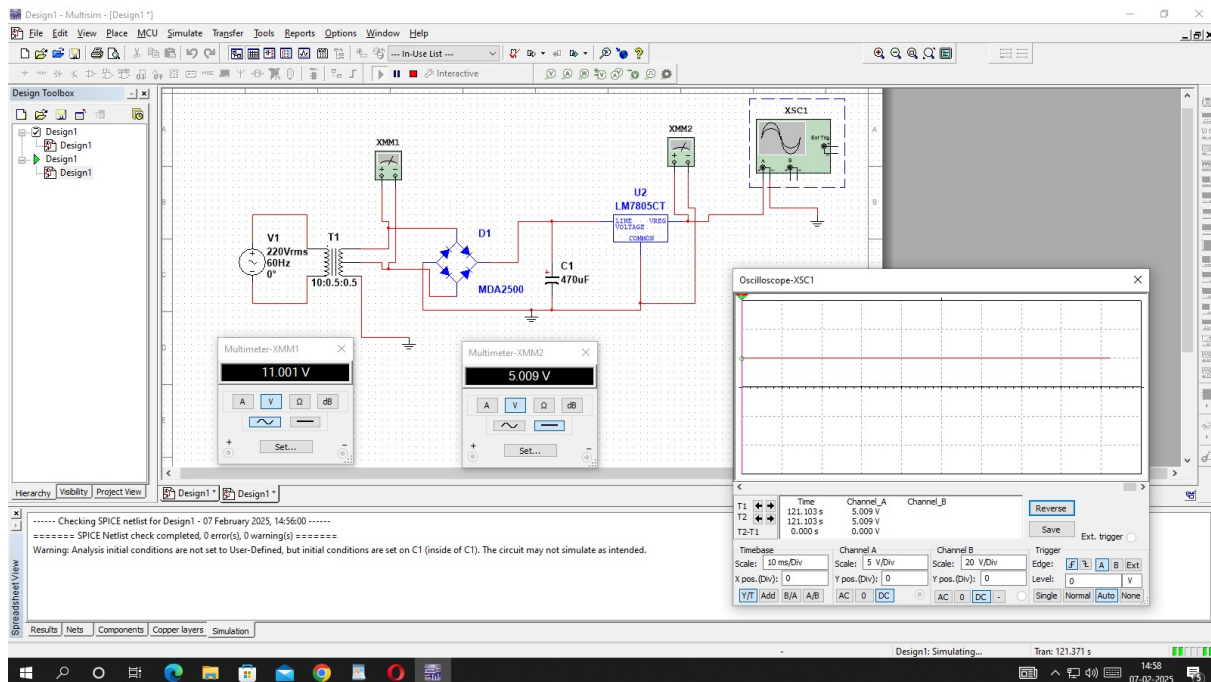 Design1 - Multisim - [Design1 *]
File Edit View Place MCU Simulate Transfer Tools Reports Options Window Help
--- In-Use List ---
Interactive
Design Toolbox
Design1
Design1
Design1
Design1
XMM1
XMM2
XSC1
Ext Trig
A
B
U2
LM7805CT
LINE VREG
VOLTAGE
COMMON
V1
220Vrms
60Hz
0°
T1
10:0.5:0.5
D1
MDA2500
C1
470uF
Multimeter-XMM1
11.001 V
A V Ω dB
Set...
Multimeter-XMM2
5.009 V
A V Ω dB
Set...
Oscilloscope-XSC1
Time Channel_A Channel_B
T1 121.103 s 5.009 V
T2 121.103 s 5.009 V
T2-T1 0.000 s 0.000 V
Reverse
Save
Ext. trigger
Timebase
Scale: 10 ms/Div
X pos.(Div): 0
Y/T Add B/A A/B
Channel A
Scale: 5 V/Div
Y pos.(Div): 0
AC 0 DC
Channel B
Scale: 20 V/Div
Y pos.(Div): 0
AC 0 DC -
Trigger
Edge: A B Ext
Level: 0 V
Single Normal Auto None
Hierarchy Visibility Project View
Design1 * Design1 *
------ Checking SPICE netlist for Design1 - 07 February 2025, 14:56:00 ------
======= SPICE Netlist check completed, 0 error(s), 0 warning(s) =======
Warning: Analysis initial conditions are not set to User-Defined, but initial conditions are set on C1 (inside of C1). The circuit may not simulate as intended.
Spreadsheet View
Results Nets Components Copper layers Simulation
Design1: Simulating... Tran: 121.371 s
14:58
07-02-2025